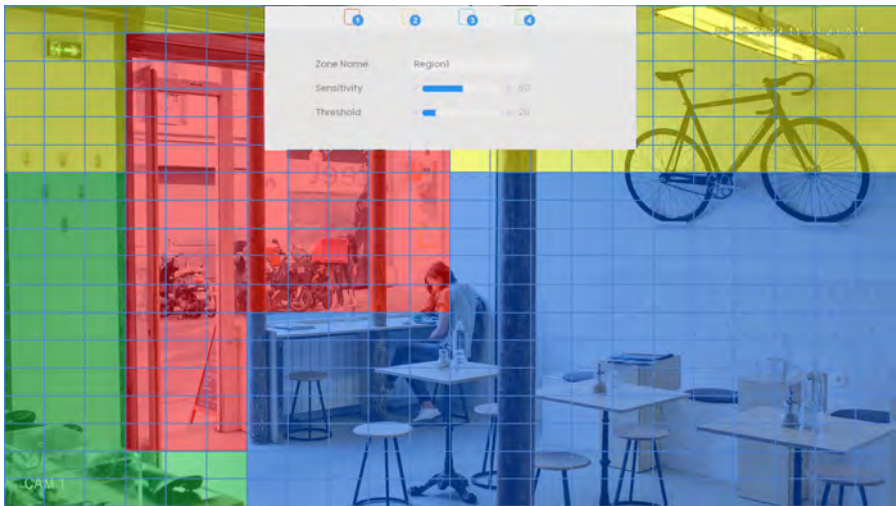 1 2 3 4
Zone Name Region1
Sensitivity - + 50
Threshold - + 20
CAM 1